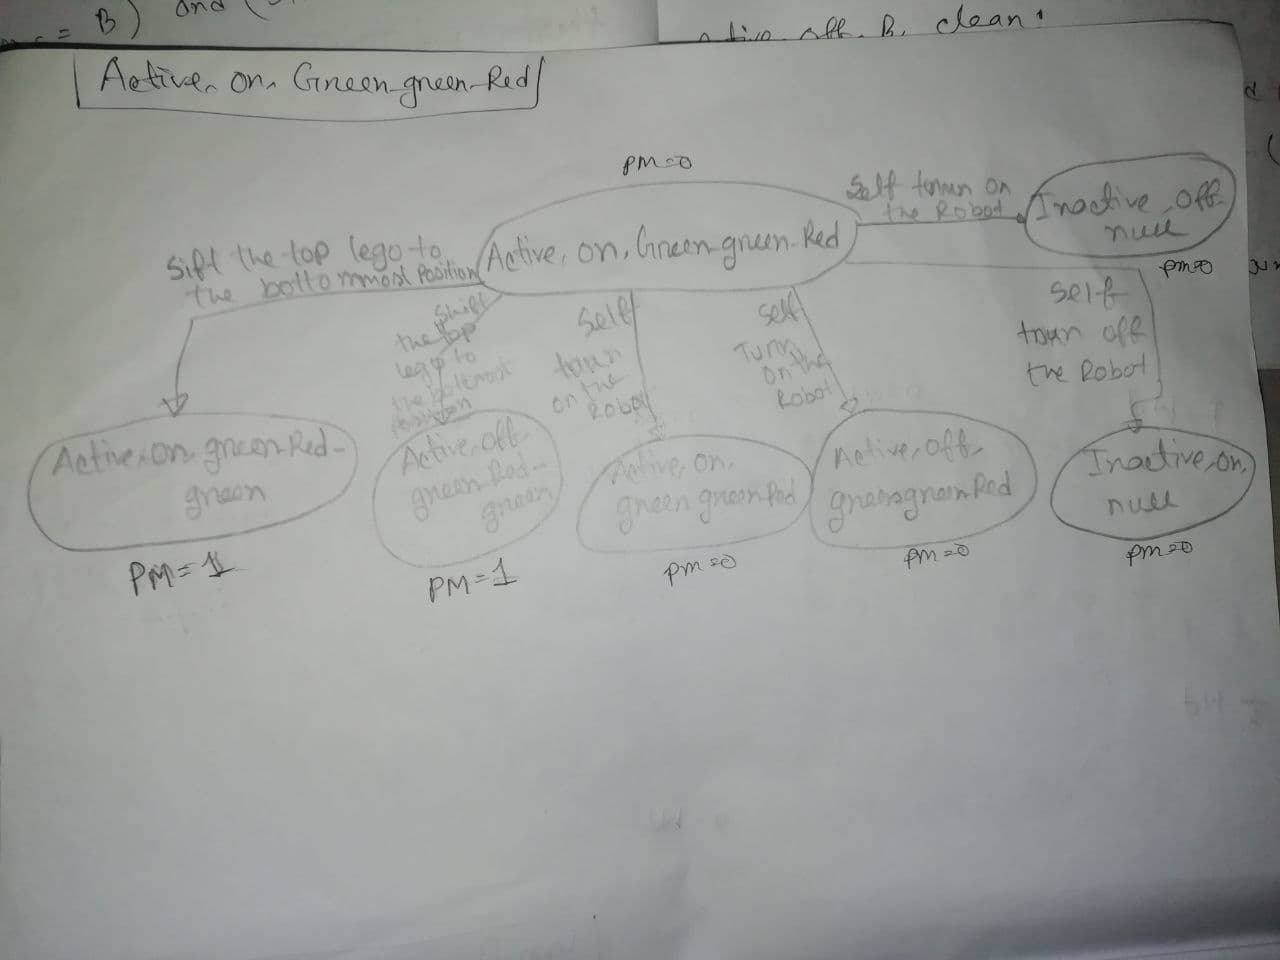 = B) and (
Active, off, B, clean.
Active, on, Green-green-Red
PM=0
Self turn on
the Robot
Inactive, off,
null
PM=0
Active, on, Green-green-Red
Sift the top lego to
the bottommost position
Shift
the top
lego to
the
position
Self
turn
on
the
Robot
Self
Turn
on the
Robot
Self
turn off
the Robot
Active, on, green-Red-
green
PM=1
Active, off
green-Red-
green
PM=1
Active, on,
green green Red
PM=0
Active, off,
green green Red
PM=0
Inactive, on,
null
PM=0